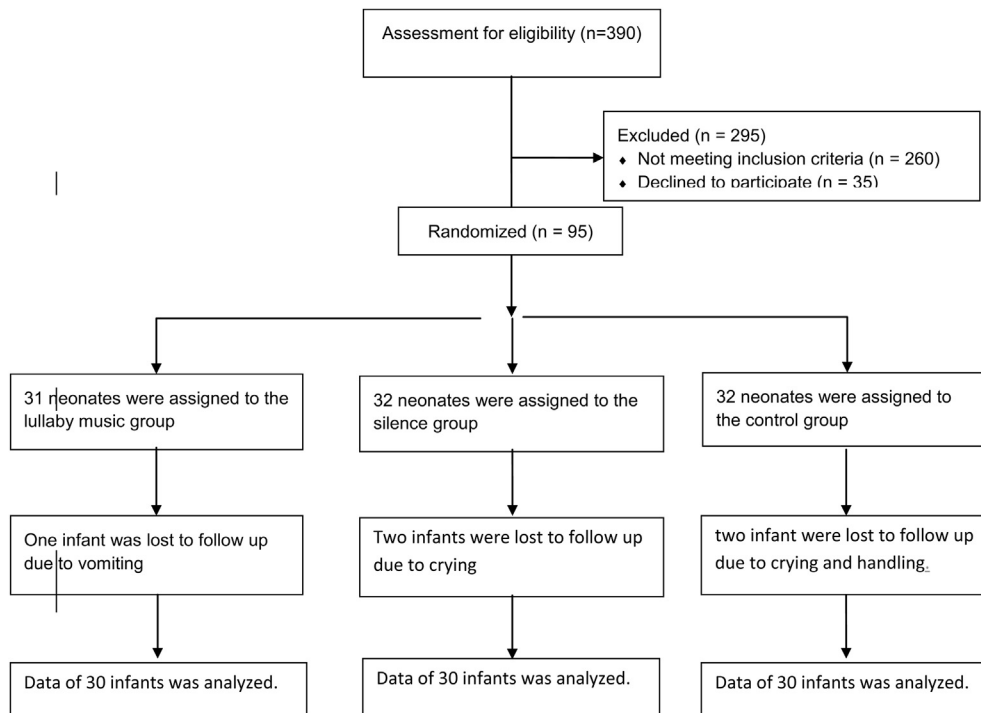 Assessment for eligibility (n=390)
Excluded (n = 295)
♦ Not meeting inclusion criteria (n = 260)
♦ Declined to participate (n = 35)
Randomized (n = 95)
31 neonates were assigned to the
lullaby music group
32 neonates were assigned to the
silence group
32 neonates were assigned to
the control group
One infant was lost to follow up
due to vomiting
Two infants were lost to follow up
due to crying
two infant were lost to follow up
due to crying and handling.
Data of 30 infants was analyzed.
Data of 30 infants was analyzed.
Data of 30 infants was analyzed.